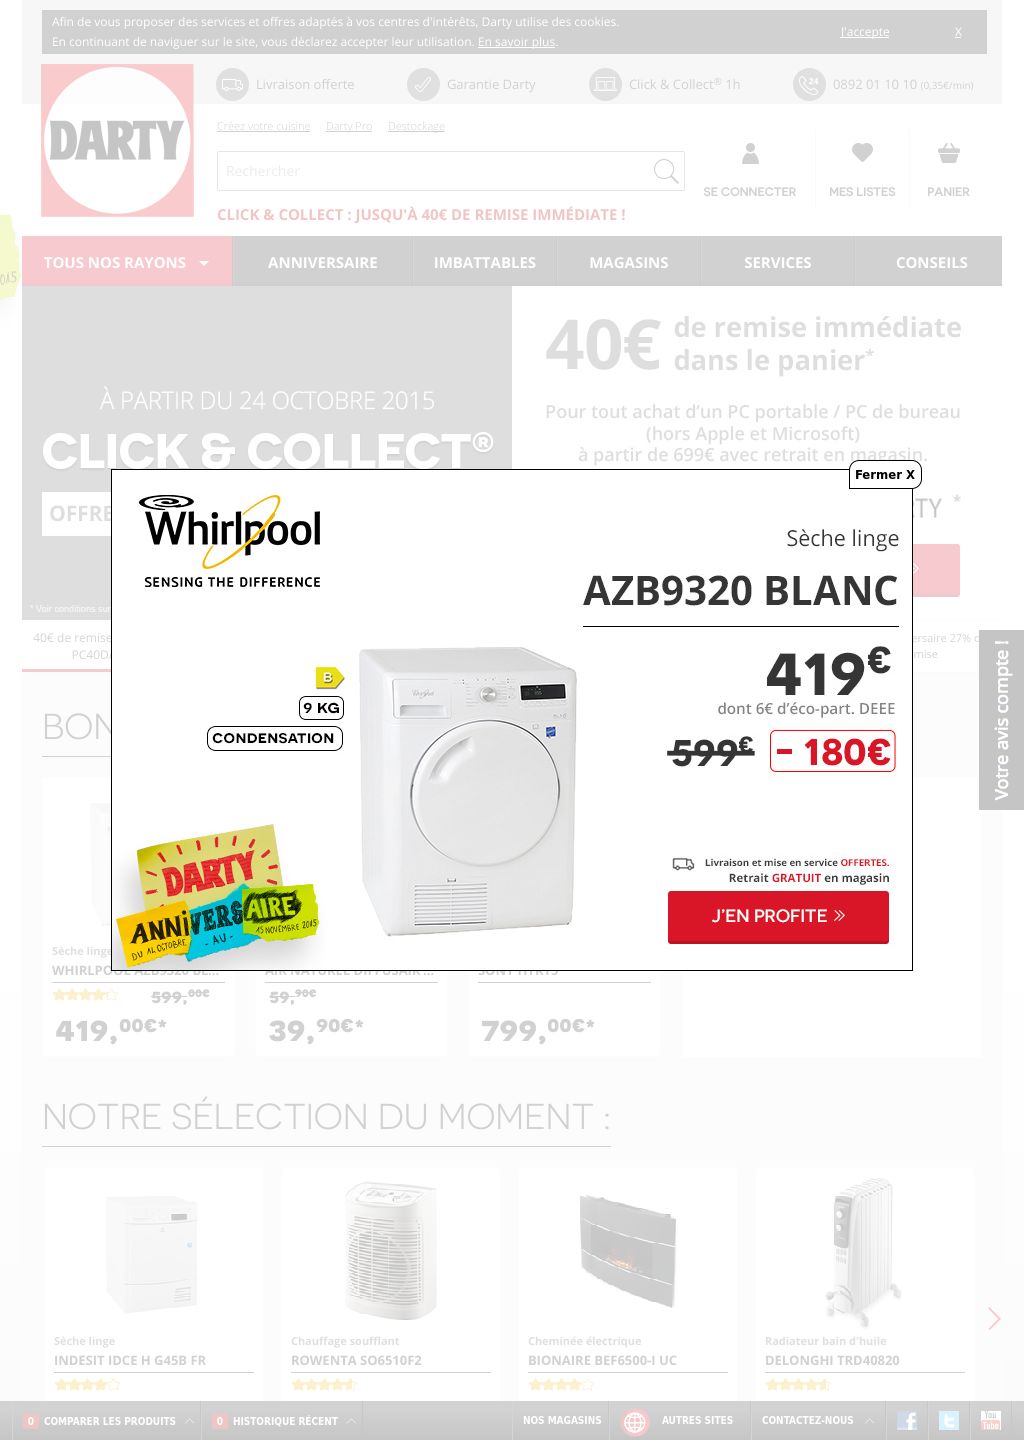 Afin de vous proposer des services et offres adaptés à vos centres d'intérêts, Darty utilise des cookies.
En continuant de naviguer sur le site, vous déclarez accepter leur utilisation. En savoir plus.
J'accepte
X
Livraison offerte
Garantie Darty
Click & Collect® 1h
24
0892 01 10 10 (0,35€/min)
DARTY
Créez votre cuisine
Darty Pro
Destockage
Rechercher
SE CONNECTER
MES LISTES
PANIER
CLICK & COLLECT : JUSQU'À 40€ DE REMISE IMMÉDIATE !
TOUS NOS RAYONS
ANNIVERSAIRE
IMBATTABLES
MAGASINS
SERVICES
CONSEILS
À PARTIR DU 24 OCTOBRE 2015
CLICK & COLLECT®
OFFRE
* Voir conditions sur
40€ de remise immédiate
dans le panier*
Pour tout achat d'un PC portable / PC de bureau
(hors Apple et Microsoft)
à partir de 699€ avec retrait en magasin.
TY *
40€ de remise
Fermer X
Whirlpool
SENSING THE DIFFERENCE
Sèche linge
AZB9320 BLANC
419€
dont 6€ d'éco-part. DEEE
599€
- 180€
B
9 KG
CONDENSATION
Whirlpool
DARTY
ANNIVERSAIRE
DU 14 OCTOBRE
- AU -
15 NOVEMBRE 2015
Livraison et mise en service OFFERTES.
Retrait GRATUIT en magasin
J'EN PROFITE
Votre avis compte !
BON
Sèche linge
WHIRLPOOL AZB9320 BL...
599,00€
419,00€*
AIR NATUREL DIFFUSAIR ...
59,90€
39,90€*
799,00€*
NOTRE SÉLECTION DU MOMENT :
Sèche linge
INDESIT IDCE H G45B FR
Chauffage soufflant
ROWENTA SO6510F2
Cheminée électrique
BIONAIRE BEF6500-I UC
Radiateur bain d'huile
DELONGHI TRD40820
0 COMPARER LES PRODUITS
0 HISTORIQUE RÉCENT
NOS MAGASINS
AUTRES SITES
CONTACTEZ-NOUS
You
Tube